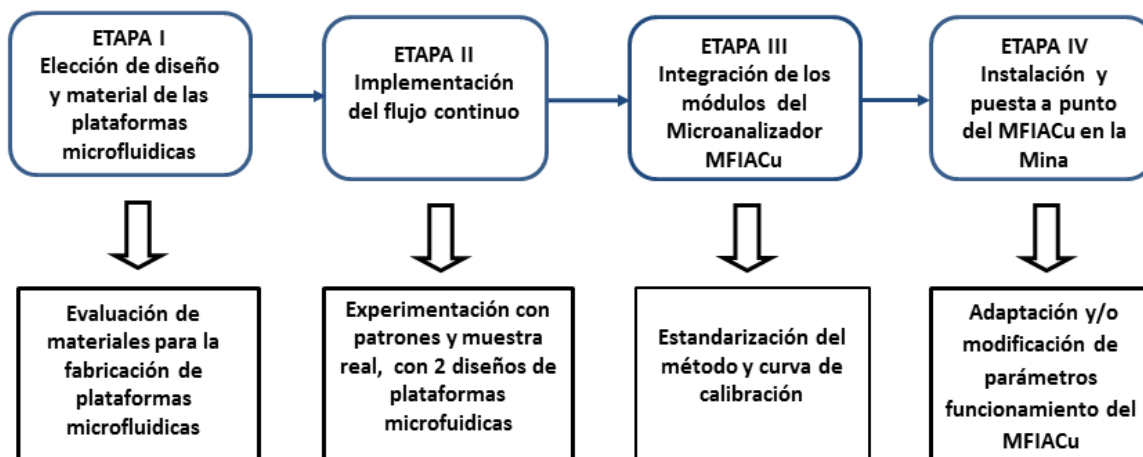 ETAPA I
Elección de diseño
y material de las
plataformas
microfluidicas
ETAPA II
Implementación
del flujo continuo
ETAPA III
Integración de los
módulos del
Microanalizador
MFIACu
ETAPA IV
Instalación y
puesta a punto
del MFIACu en la
Mina
Evaluación de
materiales para la
fabricación de
plataformas
microfluidicas
Experimentación con
patrones y muestra
real, con 2 diseños de
plataformas
microfuidicas
Estandarización del
método y curva de
calibración
Adaptación y/o
modificación de
parámetros
funcionamiento del
MFIACu